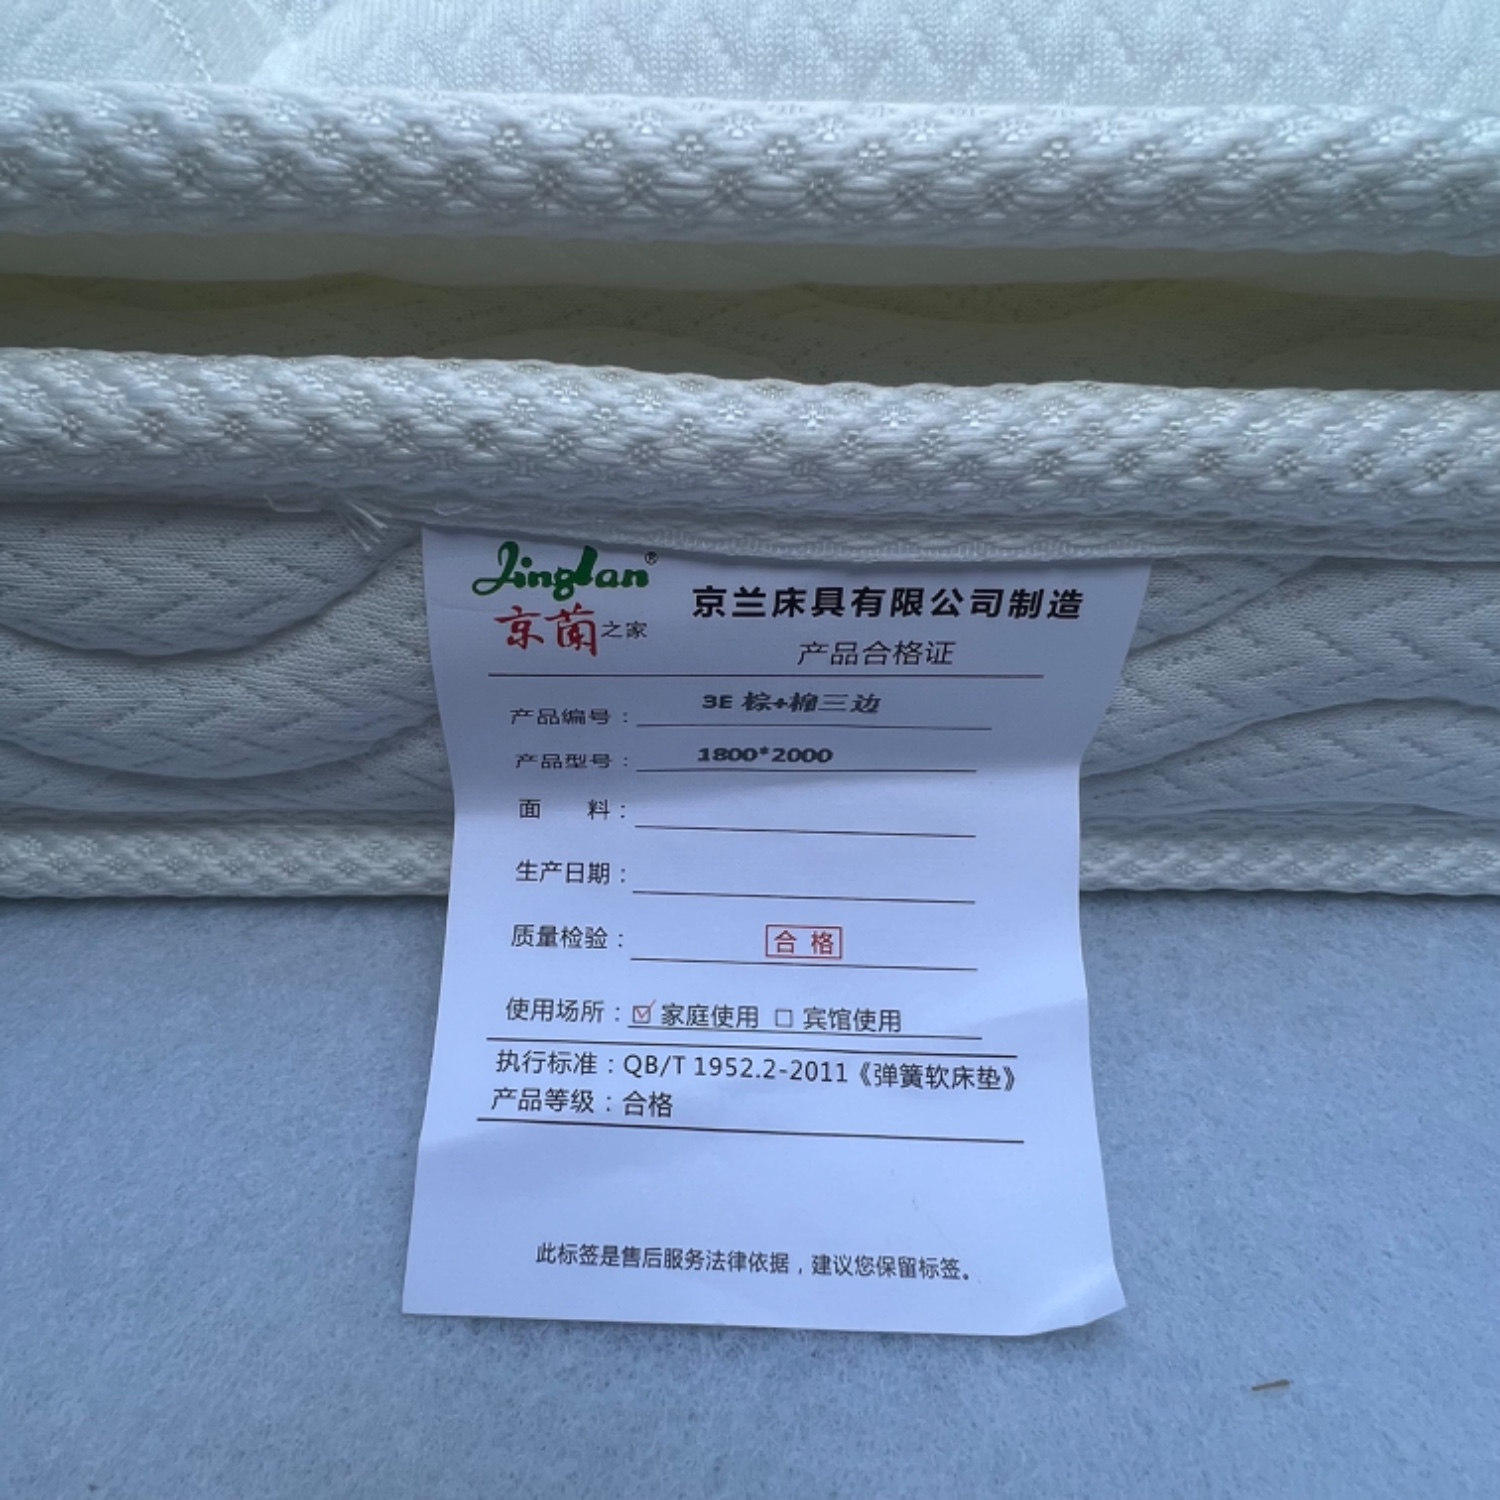 Jinglan®
京蘭之家
京兰床具有限公司制造
产品合格证
产品编号：3E 棕+棉三边
产品型号：1800*2000
面 料：
生产日期：
质量检验：合 格
使用场所：☑ 家庭使用 □ 宾馆使用
执行标准：QB/T 1952.2-2011《弹簧软床垫》
产品等级：合格
此标签是售后服务法律依据，建议您保留标签。